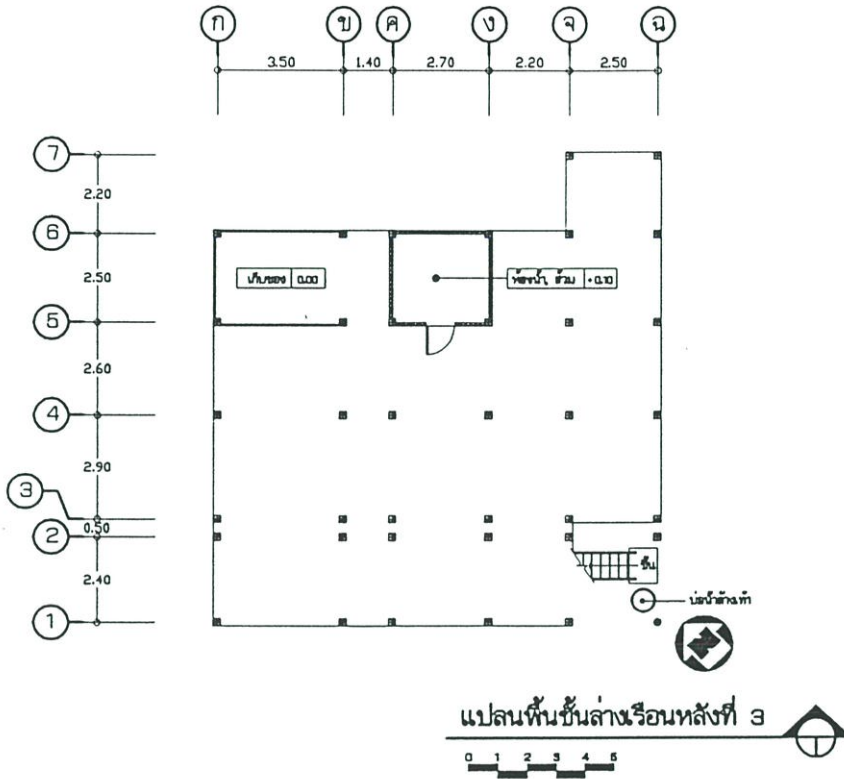 ก ข ค ง จ ฉ
3.50 1.40 2.70 2.20 2.50
7
2.20
6
2.50
เก็บของ 0.00
ห้องน้ำ, ส้วม +0.10
5
2.60
4
2.90
3
0.50
2
2.40
ขึ้น
บ่อน้ำล้างเท้า
1
แปลนพื้นชั้นล่างเรือนหลังที่ 3
0 1 2 3 4 5